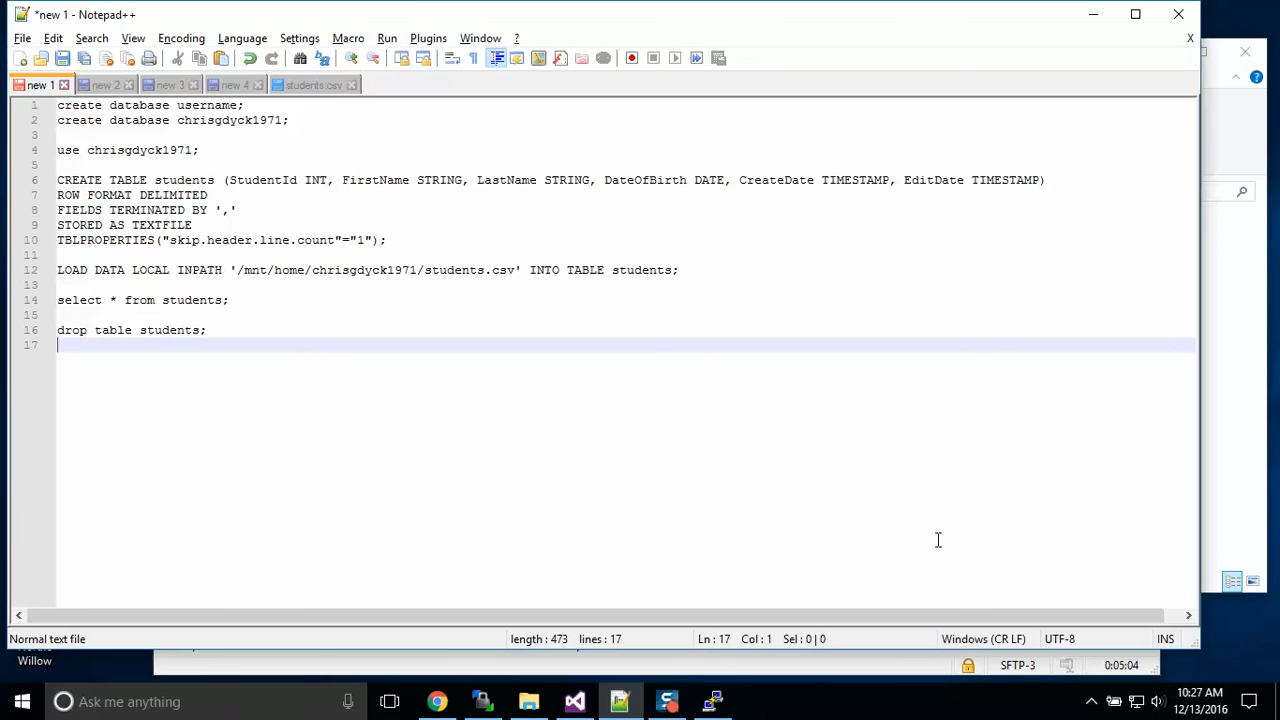 *new 1 - Notepad++
File Edit Search View Encoding Language Settings Macro Run Plugins Window ? X
new 1 new 2 new 3 new 4 students.csv
1 create database username;
2 create database chrisgdyck1971;
3
4 use chrisgdyck1971;
5
6 CREATE TABLE students (StudentId INT, FirstName STRING, LastName STRING, DateOfBirth DATE, CreateDate TIMESTAMP, EditDate TIMESTAMP)
7 ROW FORMAT DELIMITED
8 FIELDS TERMINATED BY ','
9 STORED AS TEXTFILE
10 TBLPROPERTIES("skip.header.line.count"="1");
11
12 LOAD DATA LOCAL INPATH '/mnt/home/chrisgdyck1971/students.csv' INTO TABLE students;
13
14 select * from students;
15
16 drop table students;
17
Normal text file length : 473 lines : 17 Ln : 17 Col : 1 Sel : 0 | 0 Windows (CR LF) UTF-8 INS
Willow SFTP-3 0:05:04
Ask me anything 10:27 AM
12/13/2016